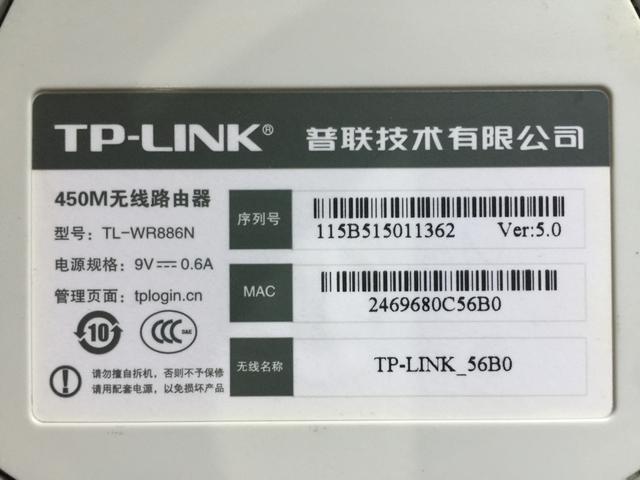 TP-LINK® 普联技术有限公司
450M无线路由器
型号：TL-WR886N
电源规格：9V⎓0.6A
管理页面：tplogin.cn
10
CCC S&E
请勿擅自拆机，否则不予保修
请用配套电源，以免损坏产品
序列号
115B515011362 Ver:5.0
MAC
2469680C56B0
无线名称
TP-LINK_56B0